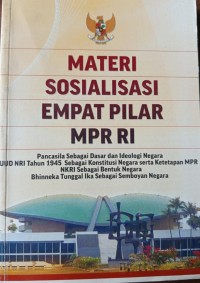 MATERI
SOSIALISASI
EMPAT PILAR
MPR RI
Pancasila Sebagai Dasar dan Ideologi Negara
UUD NRI Tahun 1945 Sebagai Konstitusi Negara serta Ketetapan MPR
NKRI Sebagai Bentuk Negara
Bhinneka Tunggal Ika Sebagai Semboyan Negara